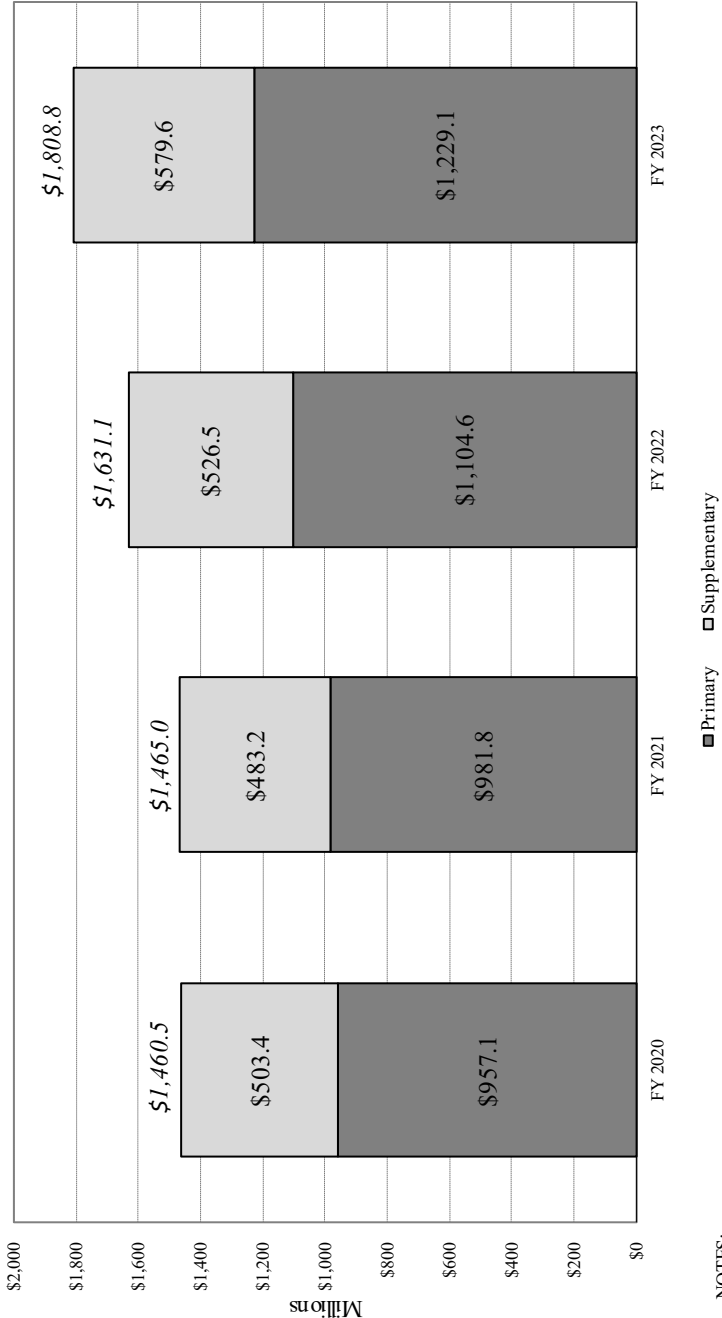 $2,000
$1,800
$1,600
$1,400
$1,200
$1,000
$800
$600
$400
$200
$0
Millions
$1,460.5
$503.4
$957.1
FY 2020
$1,465.0
$483.2
$981.8
FY 2021
$1,631.1
$526.5
$1,104.6
FY 2022
$1,808.8
$579.6
$1,229.1
FY 2023
Primary
Supplementary
NOTES: